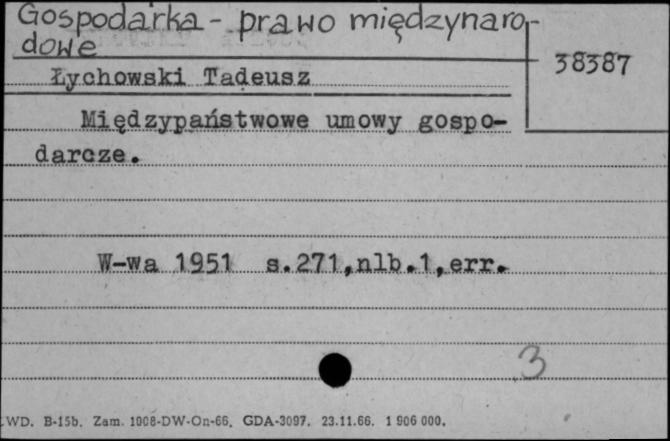 Gospodarka - prawo międzynaro-
dowe
38387
Łychowski Tadeusz
Międzypaństwowe umowy gospo-
darcze.
W-wa 1951 s.271,nlb.1,err.
3
WD. B-15b. Zam. 1008-DW-On-66. GDA-3097. 23.11.66. 1 906 000.